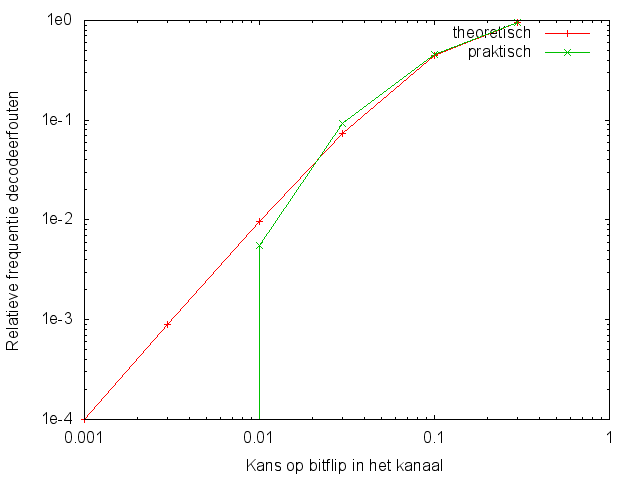 1e0
theoretisch
praktisch
1e-1
1e-2
1e-3
1e-4
Relatieve frequentie decodeerfouten
0.001 0.01 0.1 1
Kans op bitflip in het kanaal